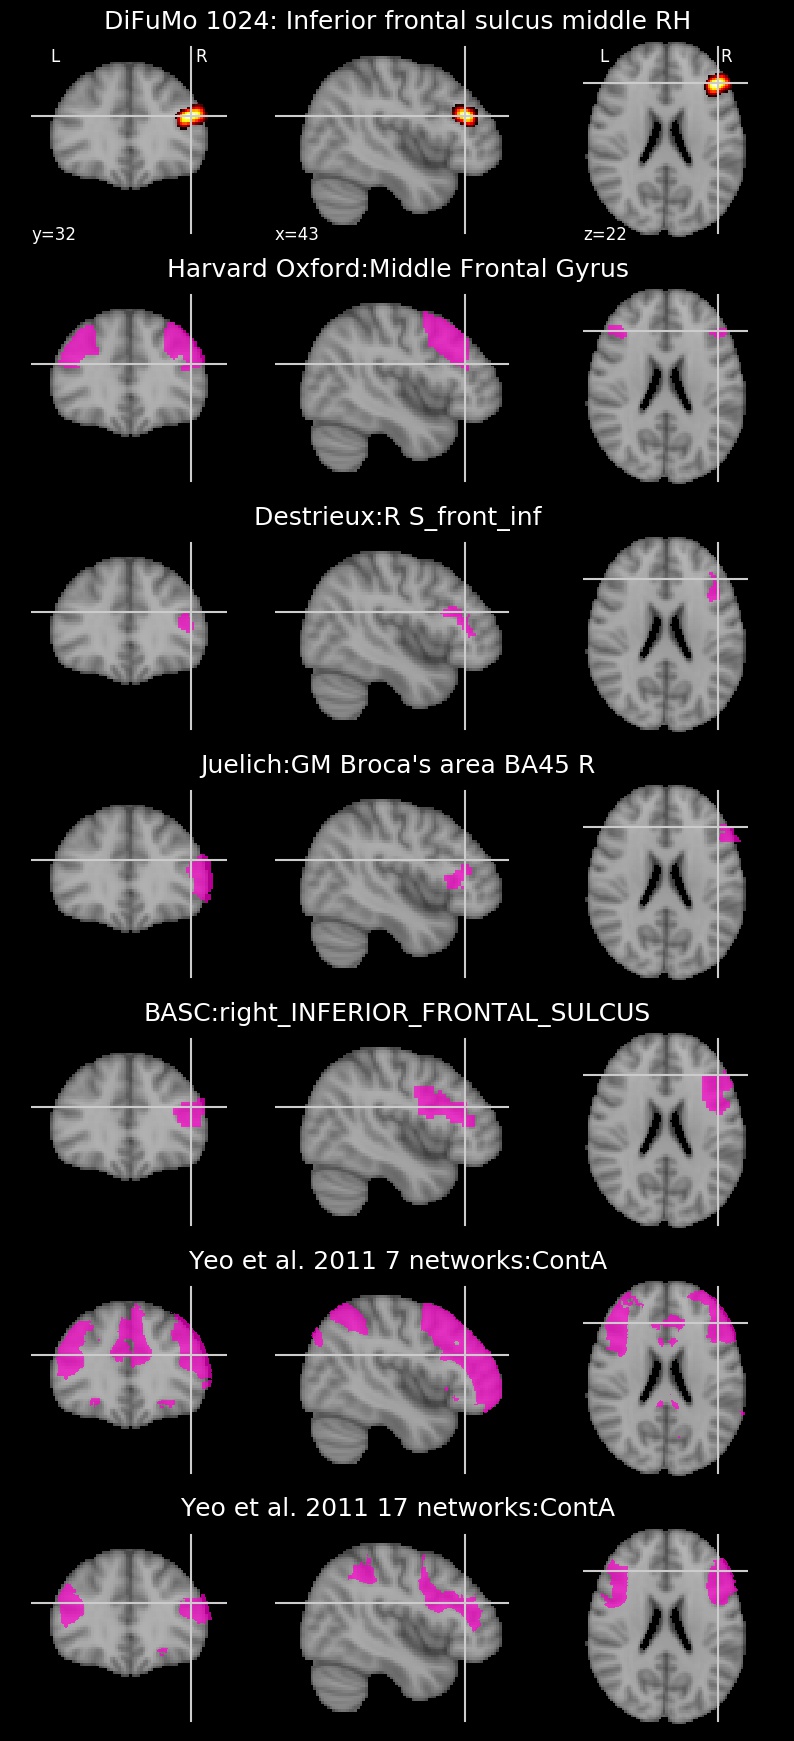 DiFuMo 1024: Inferior frontal sulcus middle RH
L R L R
y=32 x=43 z=22
Harvard Oxford:Middle Frontal Gyrus
Destrieux:R S_front_inf
Juelich:GM Broca's area BA45 R
BASC:right_INFERIOR_FRONTAL_SULCUS
Yeo et al. 2011 7 networks:ContA
Yeo et al. 2011 17 networks:ContA